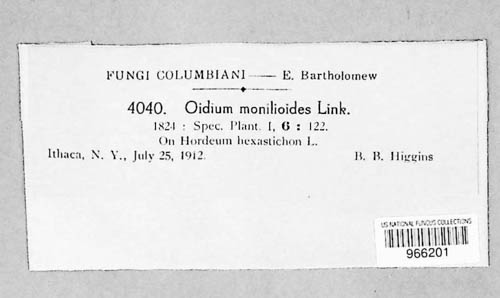 FUNGI COLUMBIANI — E. Bartholomew
4040. Oidium monilioides Link.
1824 : Spec. Plant. I, 6 : 122.
On Hordeum hexastichon L.
Ithaca, N. Y., July 25, 1912. B. B. Higgins
US NATIONAL FUNGUS COLLECTIONS
966201